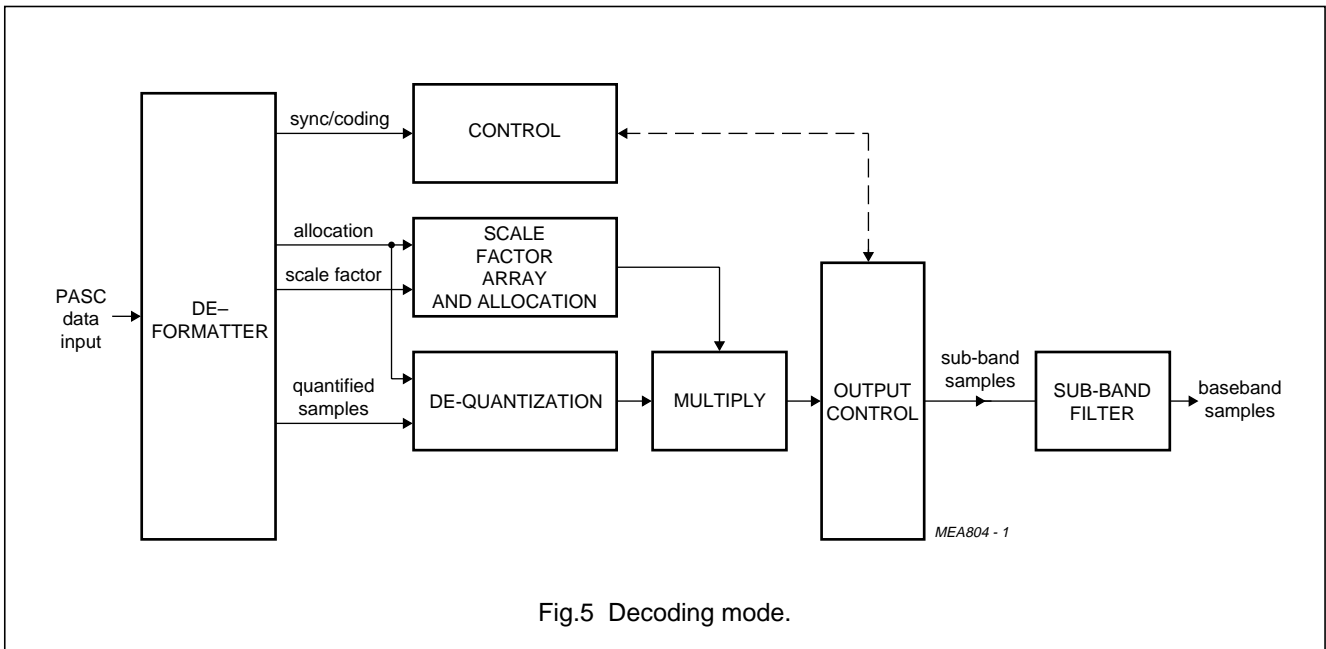 sync/coding
CONTROL
allocation
SCALE
FACTOR
ARRAY
AND ALLOCATION
scale factor
PASC
data
input
DE–
FORMATTER
quantified
samples
DE-QUANTIZATION
MULTIPLY
OUTPUT
CONTROL
sub-band
samples
SUB-BAND
FILTER
baseband
samples
MEA804 - 1
Fig.5 Decoding mode.